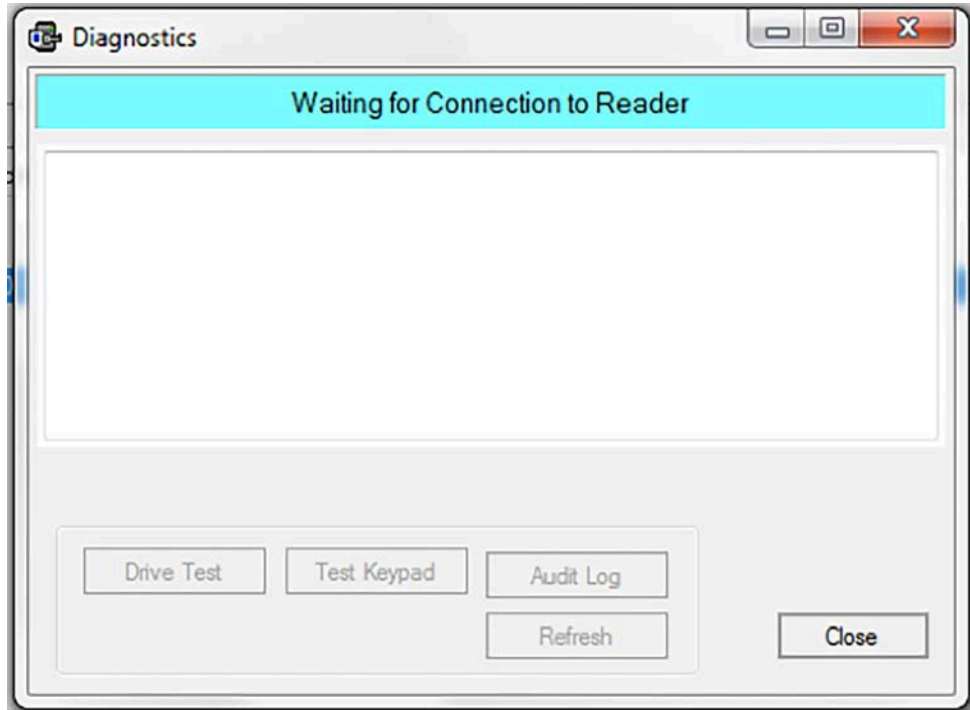 Diagnostics
Waiting for Connection to Reader
Drive Test
Test Keypad
Audit Log
Refresh
Close